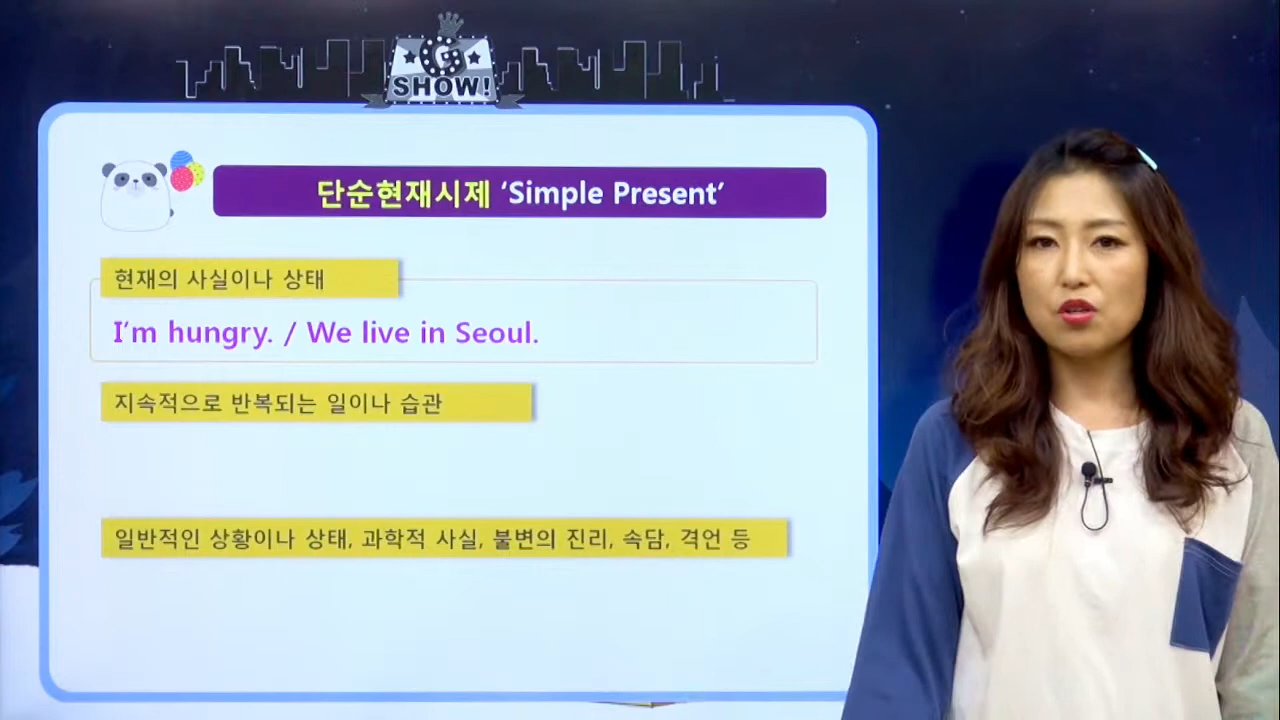 G
SHOW!
단순현재시제 ‘Simple Present’
현재의 사실이나 상태
I’m hungry. / We live in Seoul.
지속적으로 반복되는 일이나 습관
일반적인 상황이나 상태, 과학적 사실, 불변의 진리, 속담, 격언 등